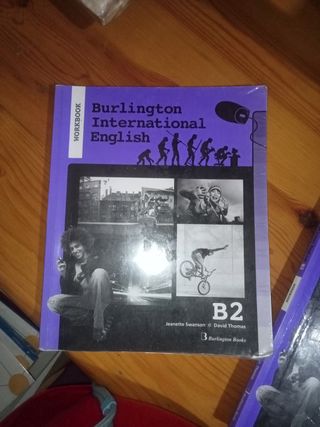 WORKBOOK
Burlington
International
English
B2
Jeanette Swanson
David Thomas
B Burlington Books